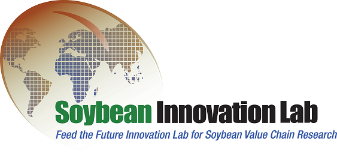 Soybean Innovation Lab
Feed the Future Innovation Lab for Soybean Value Chain Research